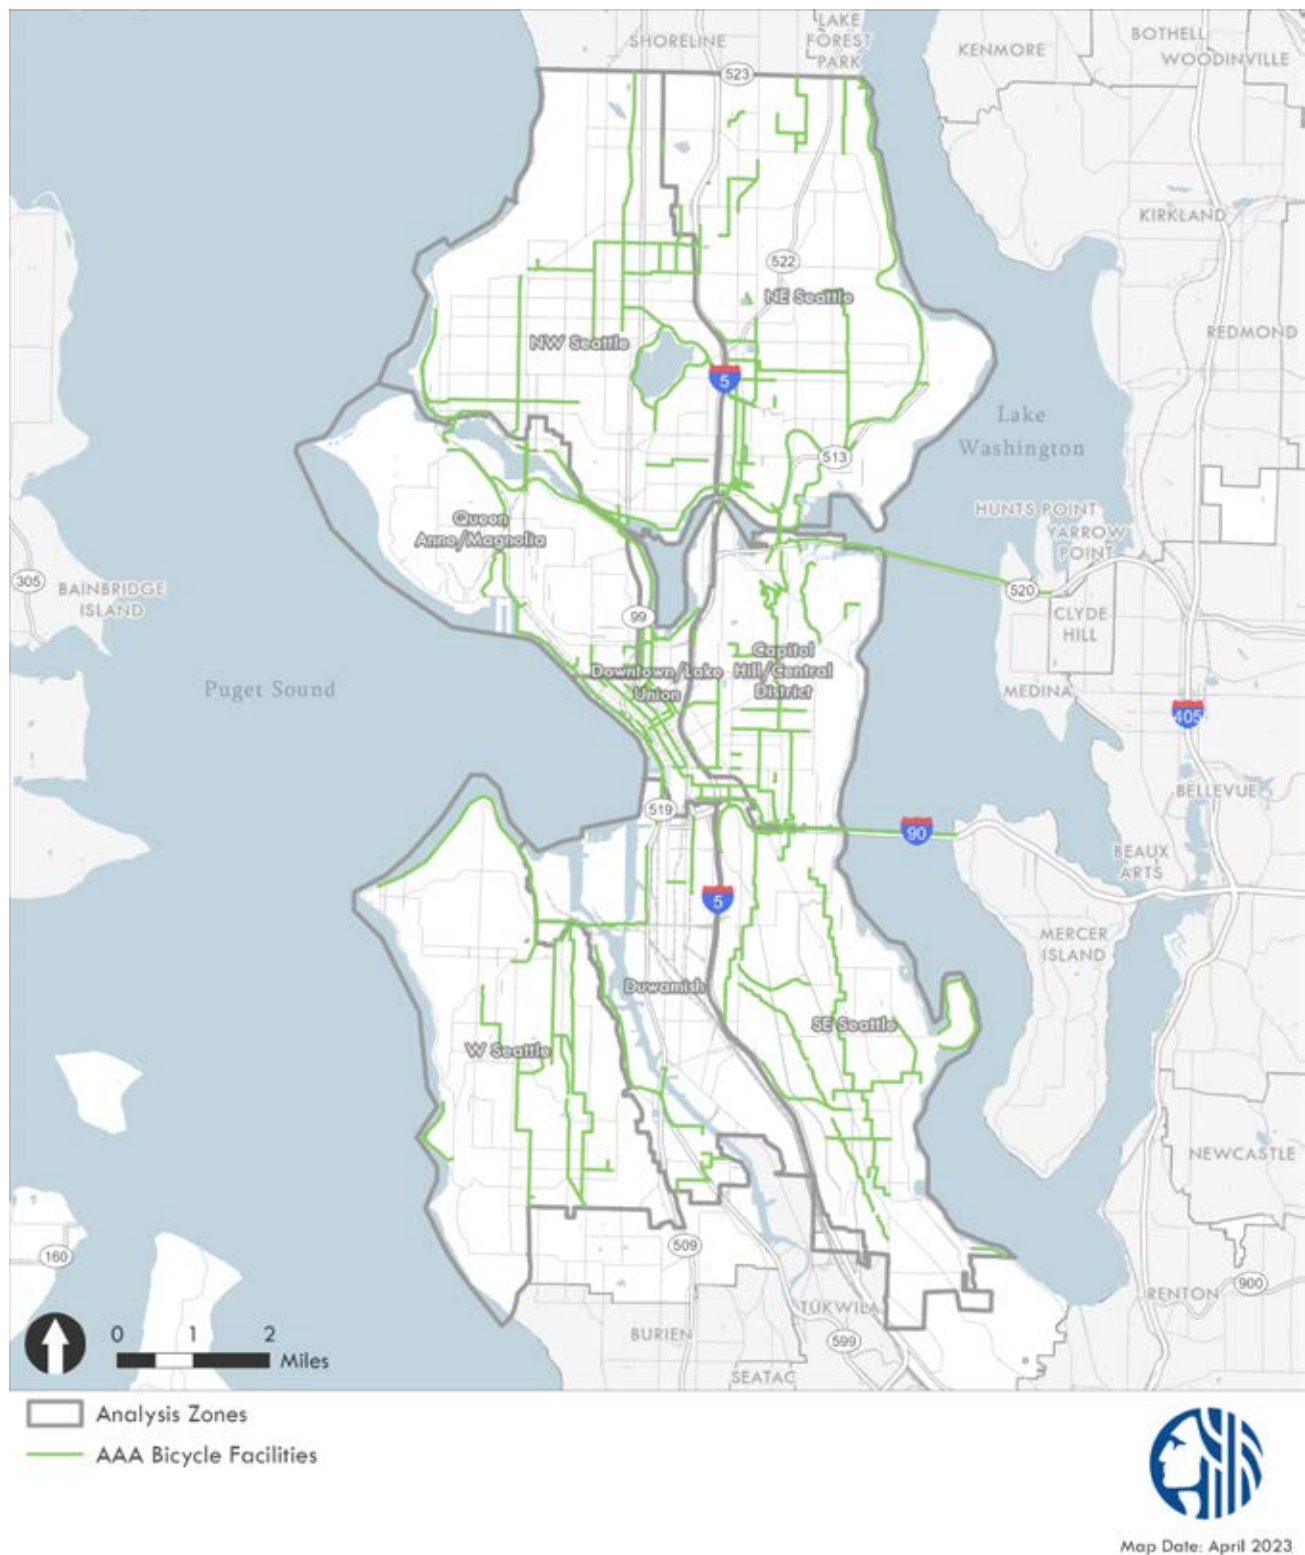 SHORELINE
LAKE
FOREST
PARK
KENMORE
BOTHELL
WOODINVILLE
523
KIRKLAND
522
NE Seattle
NW Seattle
REDMOND
5
Lake
Washington
513
HUNTS POINT
YARROW
POINT
Queen
Anne/Magnolia
305
BAINBRIDGE
ISLAND
520
CLYDE
HILL
99
Capitol
Hill/Central
District
Downtown/Lake
Union
Puget Sound
MEDINA
405
BELLEVUE
519
90
BEAUX
ARTS
5
MERCER
ISLAND
Duwamish
SE Seattle
W Seattle
NEWCASTLE
509
160
RENTON
900
TUKWILA
BURIEN
599
SEATAC
0 1 2
Miles
Analysis Zones
AAA Bicycle Facilities
Map Date: April 2023